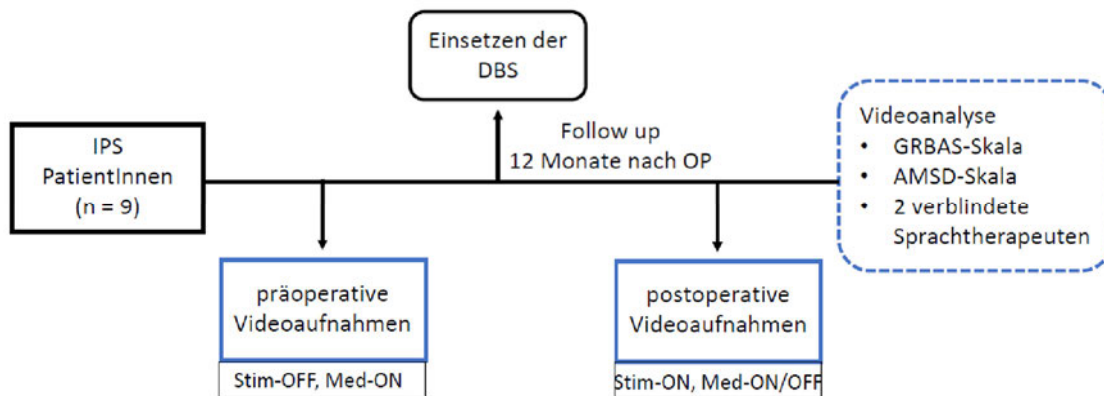 Einsetzen der
DBS
IPS
PatientInnen
(n = 9)
Follow up
12 Monate nach OP
Videoanalyse
• GRBAS-Skala
• AMSD-Skala
• 2 verblindete
Sprachtherapeuten
präoperative
Videoaufnahmen
Stim-OFF, Med-ON
postoperative
Videoaufnahmen
Stim-ON, Med-ON/OFF